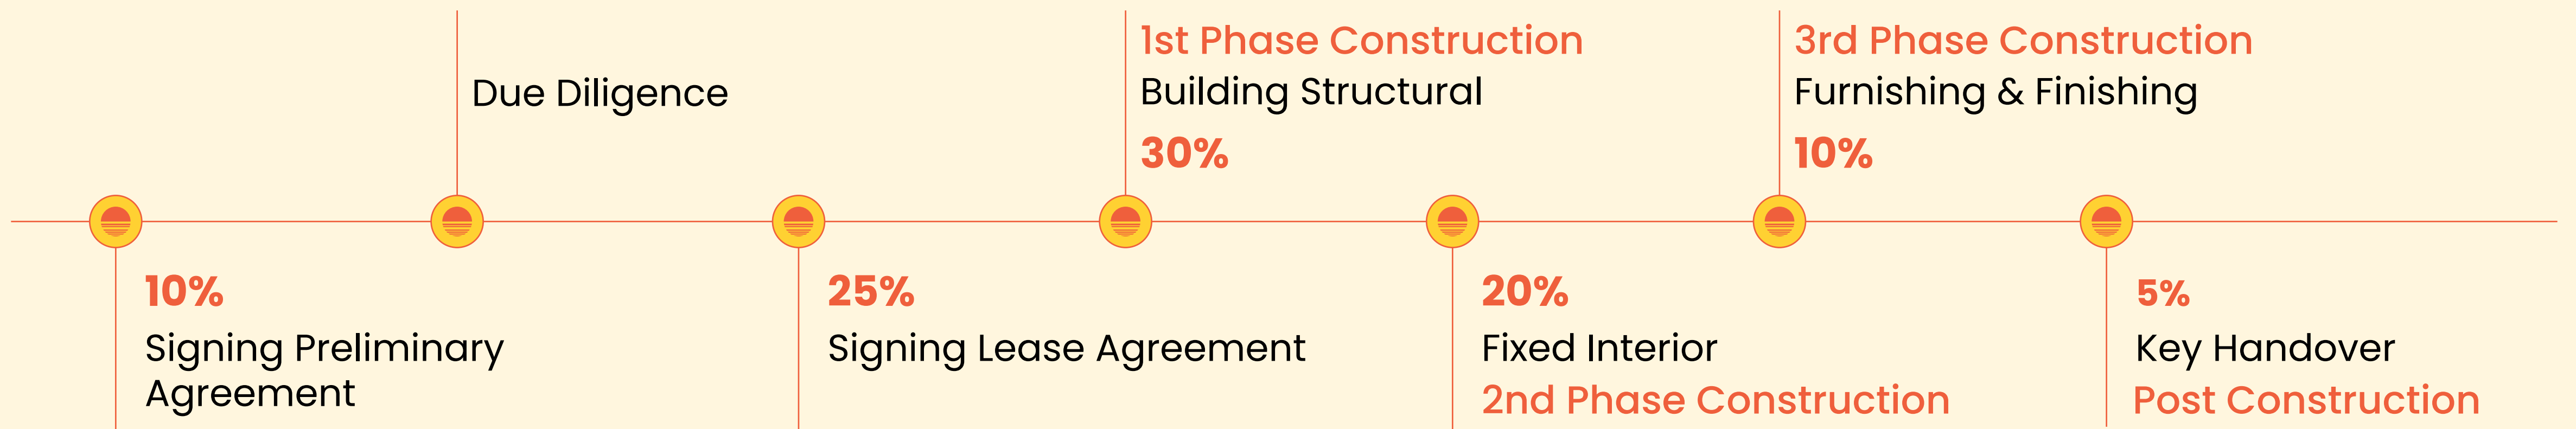 10%
Signing Preliminary
Agreement
Due Diligence
25%
Signing Lease Agreement
1st Phase Construction
Building Structural
30%
20%
Fixed Interior
2nd Phase Construction
3rd Phase Construction
Furnishing & Finishing
10%
5%
Key Handover
Post Construction